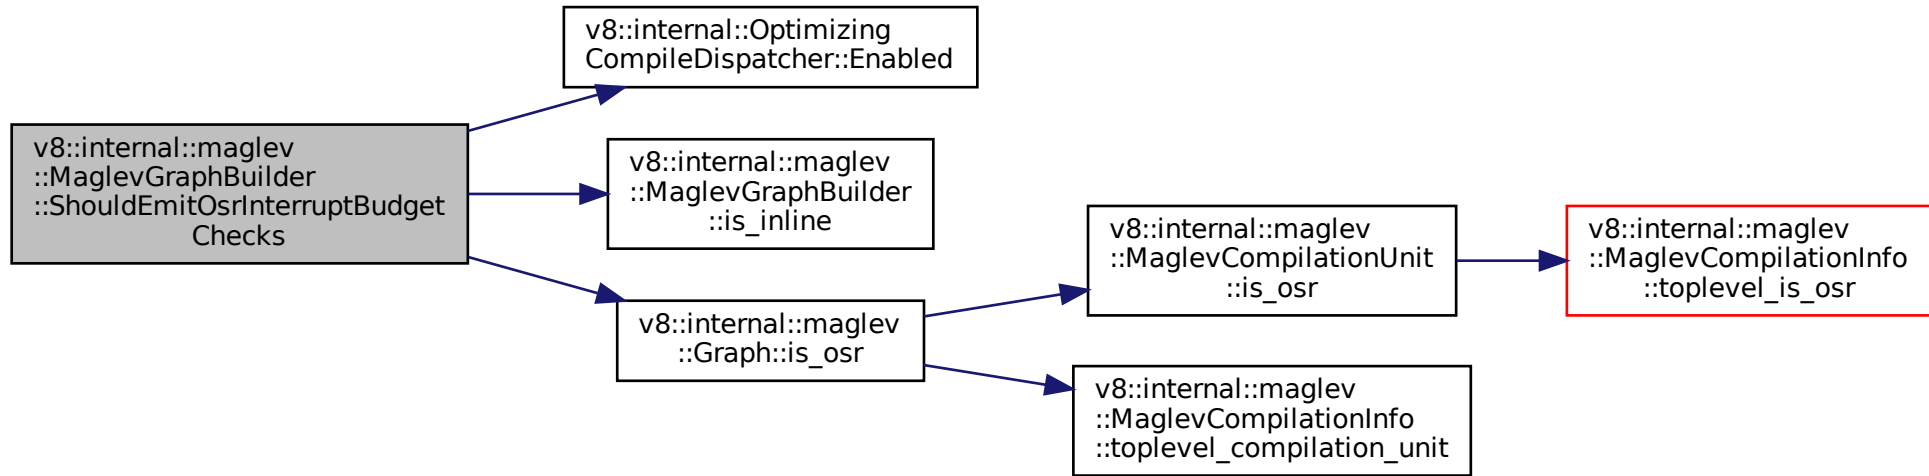 v8::internal::Optimizing
CompileDispatcher::Enabled
v8::internal::maglev
::MaglevGraphBuilder
::ShouldEmitOsrInterruptBudget
Checks
v8::internal::maglev
::MaglevGraphBuilder
::is_inline
v8::internal::maglev
::Graph::is_osr
v8::internal::maglev
::MaglevCompilationUnit
::is_osr
v8::internal::maglev
::MaglevCompilationInfo
::toplevel_is_osr
v8::internal::maglev
::MaglevCompilationInfo
::toplevel_compilation_unit